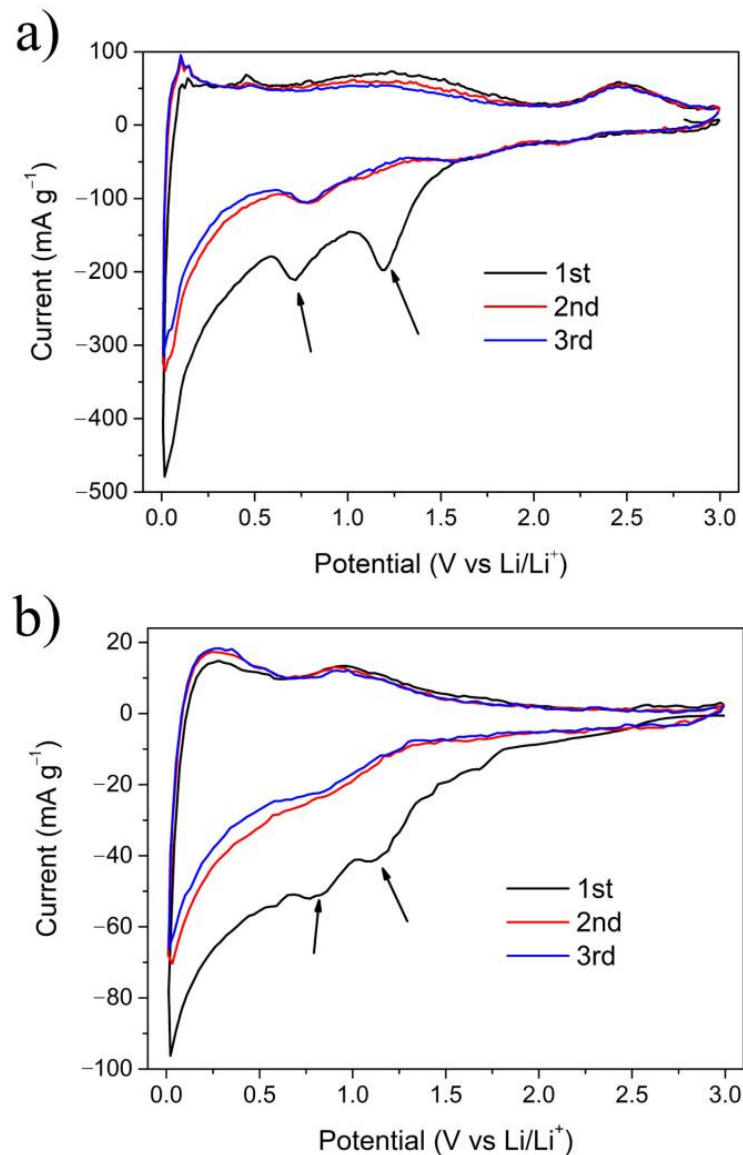 a)
100
0
−100
−200
−300
−400
−500
Current (mA g⁻¹)
1st
2nd
3rd
0.0 0.5 1.0 1.5 2.0 2.5 3.0
Potential (V vs Li/Li⁺)
b)
20
0
−20
−40
−60
−80
−100
Current (mA g⁻¹)
1st
2nd
3rd
0.0 0.5 1.0 1.5 2.0 2.5 3.0
Potential (V vs Li/Li⁺)